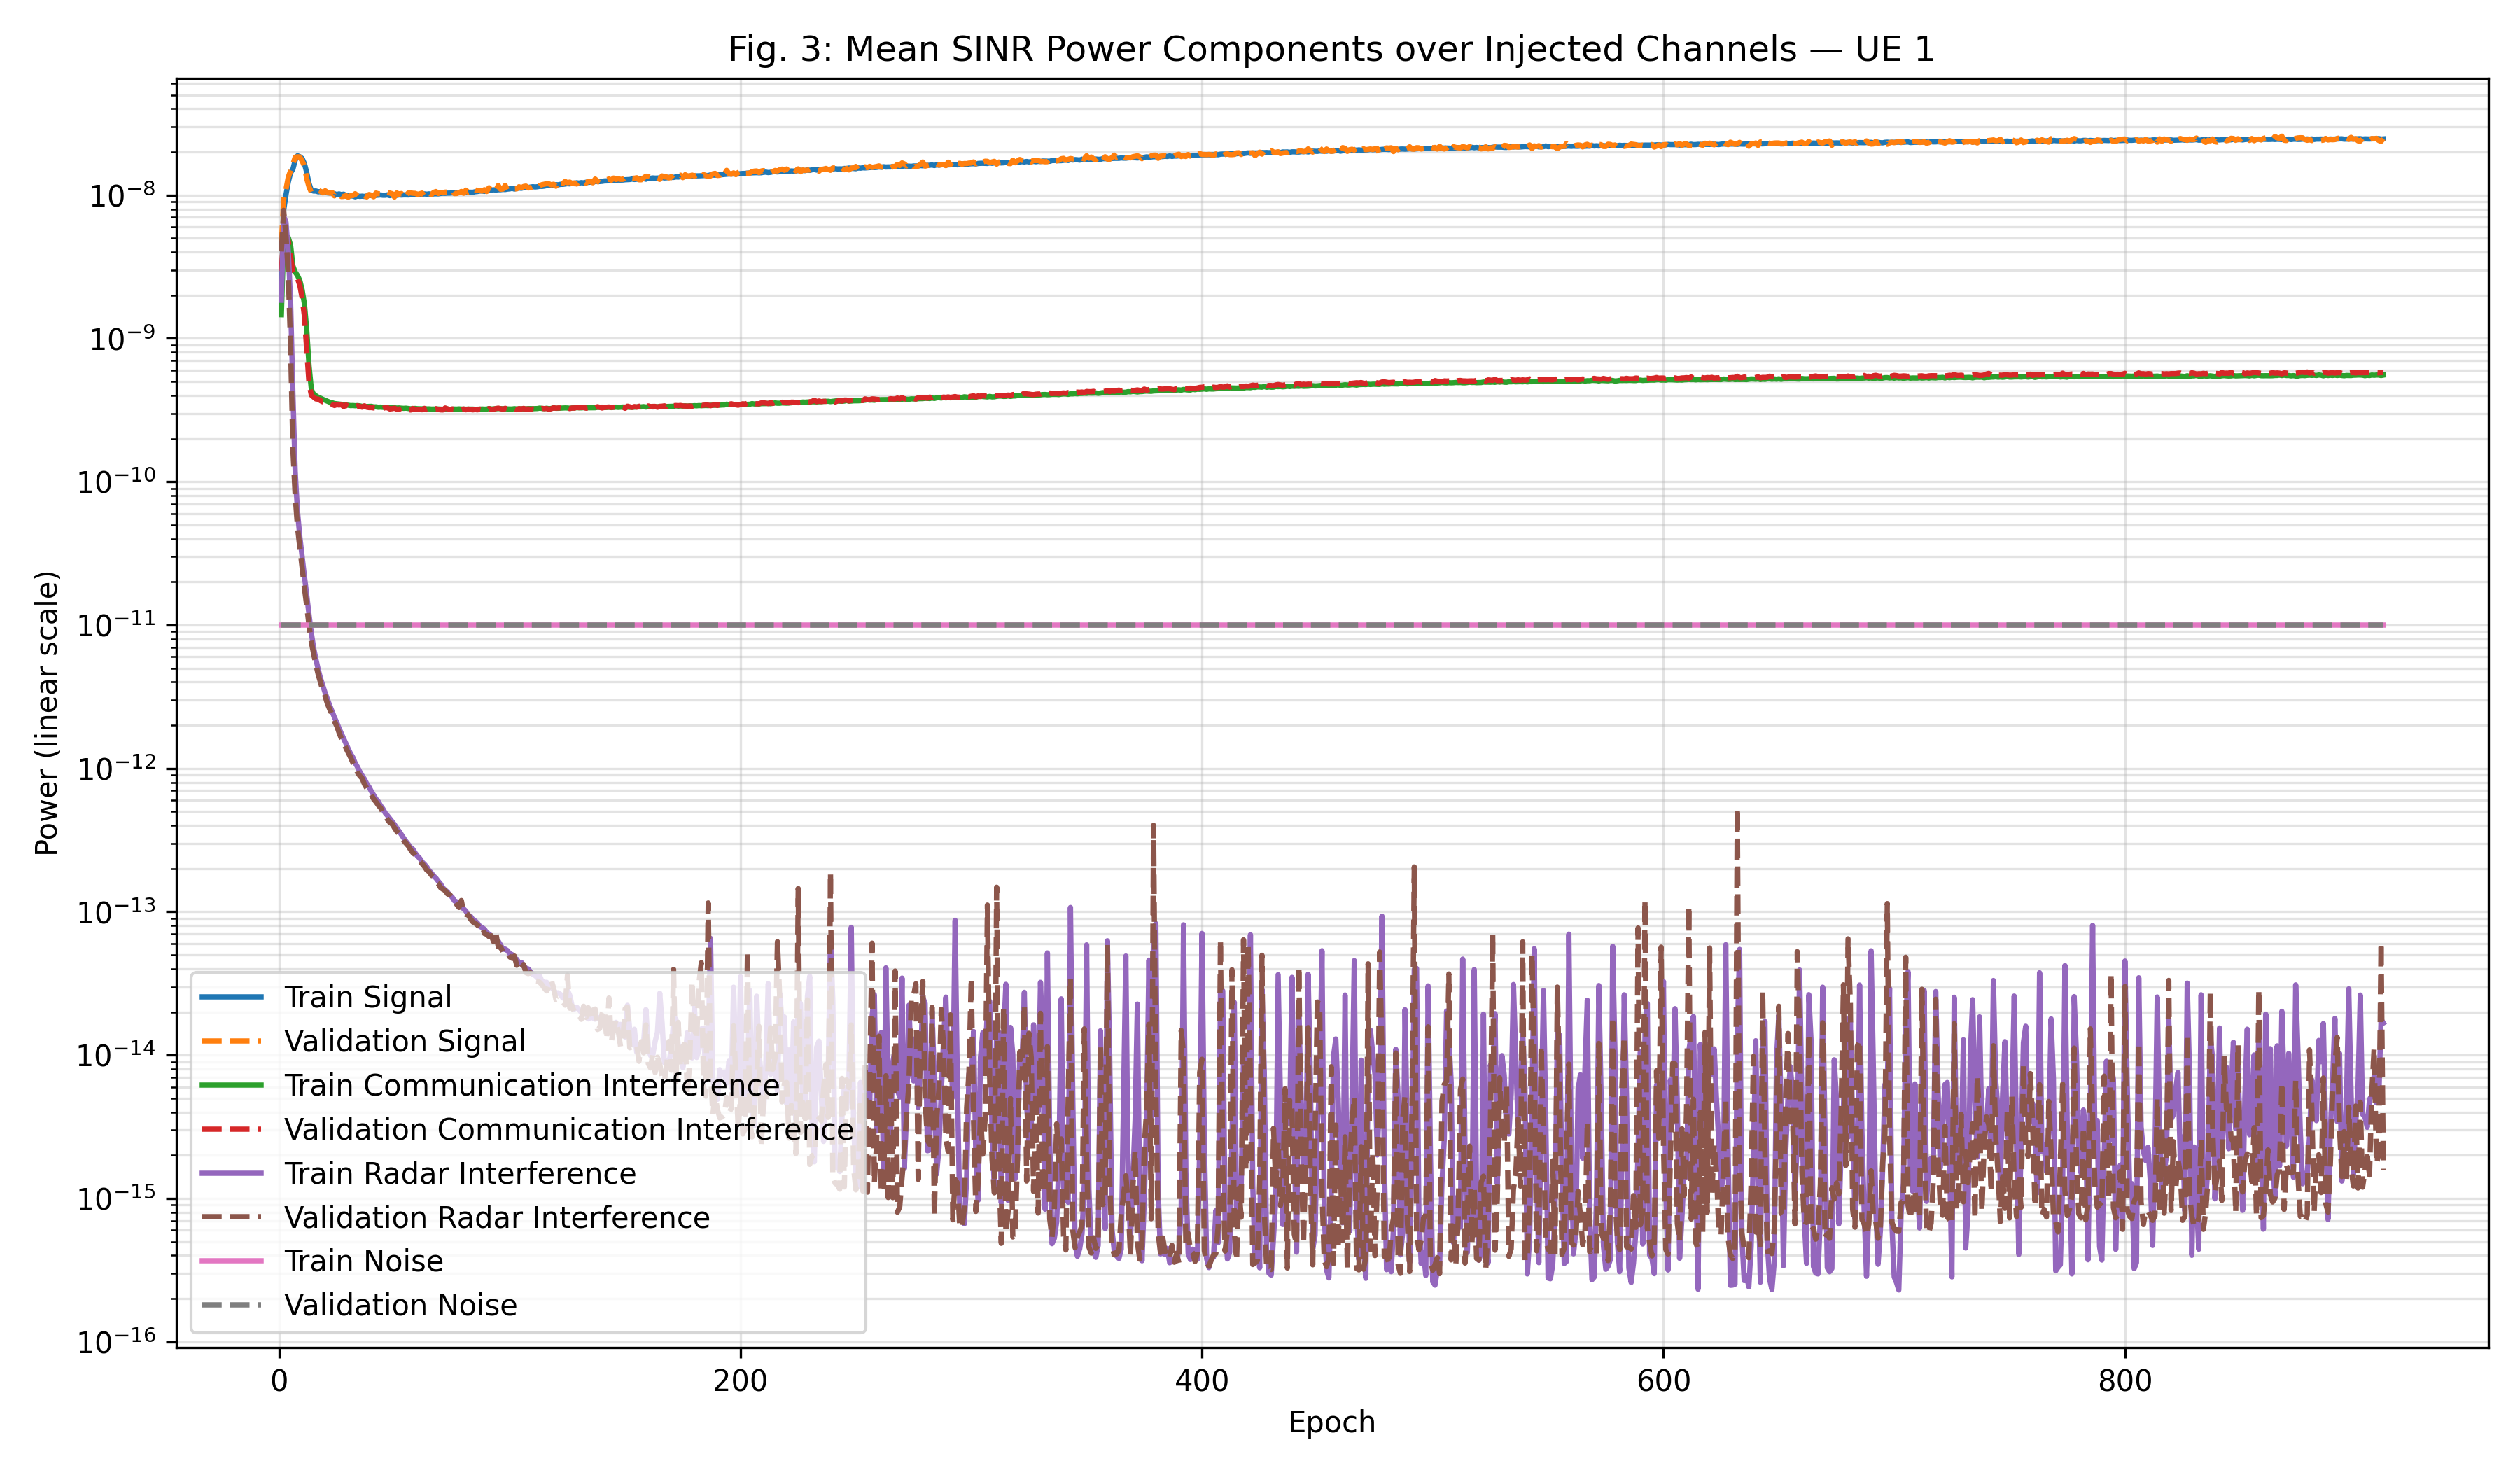 Fig. 3: Mean SINR Power Components over Injected Channels — UE 1
Power (linear scale)
10⁻⁸
10⁻⁹
10⁻¹⁰
10⁻¹¹
10⁻¹²
10⁻¹³
10⁻¹⁴
10⁻¹⁵
10⁻¹⁶
Train Signal
Validation Signal
Train Communication Interference
Validation Communication Interference
Train Radar Interference
Validation Radar Interference
Train Noise
Validation Noise
0 200 400 600 800
Epoch